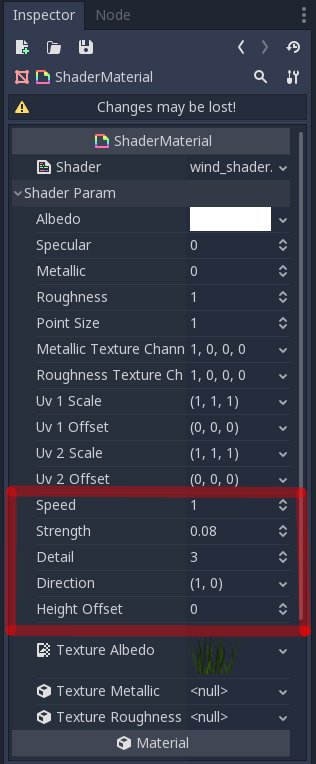 Inspector Node
ShaderMaterial
Changes may be lost!
ShaderMaterial
Shader wind_shader.
Shader Param
Albedo
Specular 0
Metallic 0
Roughness 1
Point Size 1
Metallic Texture Chann 1, 0, 0, 0
Roughness Texture Ch 1, 0, 0, 0
Uv 1 Scale (1, 1, 1)
Uv 1 Offset (0, 0, 0)
Uv 2 Scale (1, 1, 1)
Uv 2 Offset (0, 0, 0)
Speed 1
Strength 0.08
Detail 3
Direction (1, 0)
Height Offset 0
Texture Albedo
Texture Metallic <null>
Texture Roughness <null>
Material